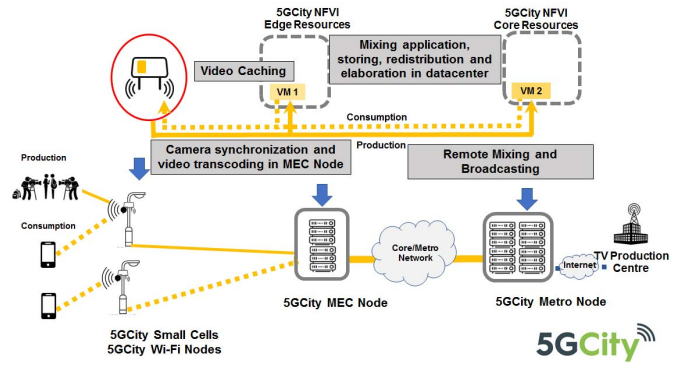 5GCity NFVI
Edge Resources
5GCity NFVI
Core Resources
Mixing application,
storing, redistribution and
elaboration in datacenter
Video Caching
VM 1
VM 2
Consumption
Production
Camera synchronization and
video transcoding in MEC Node
Remote Mixing and
Broadcasting
Production
Consumption
Core/Metro
Network
Internet
TV Production
Centre
5GCity MEC Node
5GCity Metro Node
5GCity Small Cells
5GCity Wi-Fi Nodes
5GCity